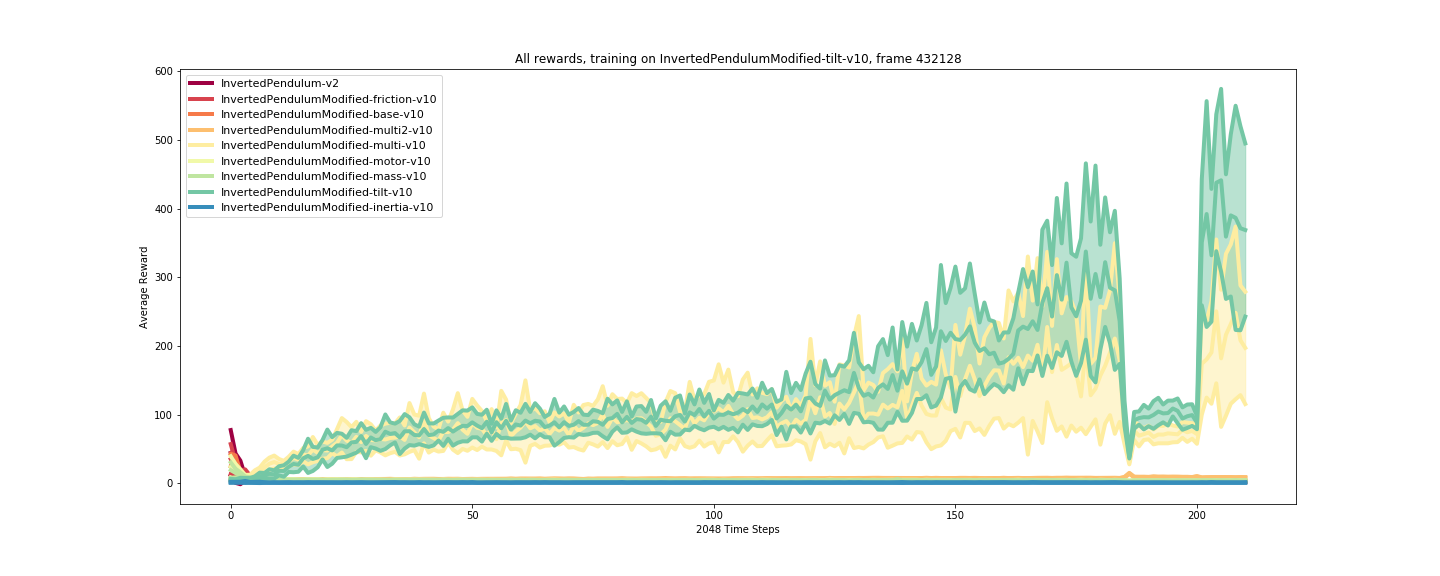 All rewards, training on InvertedPendulumModified-tilt-v10, frame 432128
600
500
400
300
200
100
0
Average Reward
InvertedPendulum-v2
InvertedPendulumModified-friction-v10
InvertedPendulumModified-base-v10
InvertedPendulumModified-multi2-v10
InvertedPendulumModified-multi-v10
InvertedPendulumModified-motor-v10
InvertedPendulumModified-mass-v10
InvertedPendulumModified-tilt-v10
InvertedPendulumModified-inertia-v10
0 50 100 150 200
2048 Time Steps